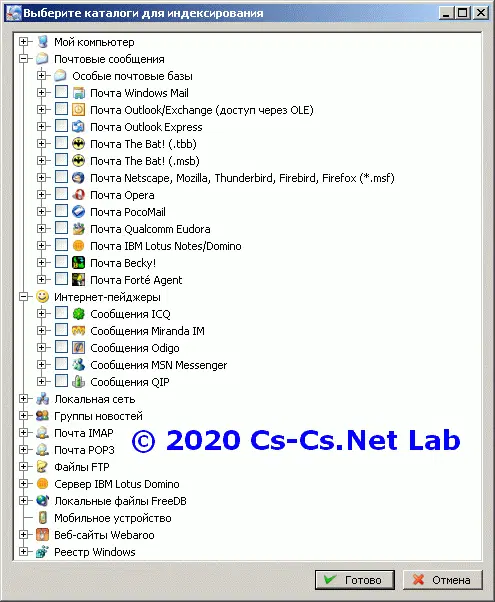 Выберите каталоги для индексирования
Мой компьютер
Почтовые сообщения
Особые почтовые базы
Почта Windows Mail
Почта Outlook/Exchange (доступ через OLE)
Почта Outlook Express
Почта The Bat! (.tbb)
Почта The Bat! (.msb)
Почта Netscape, Mozilla, Thunderbird, Firebird, Firefox (*.msf)
Почта Opera
Почта PocoMail
Почта Qualcomm Eudora
Почта IBM Lotus Notes/Domino
Почта Becky!
Почта Forté Agent
Интернет-пейджеры
Сообщения ICQ
Сообщения Miranda IM
Сообщения Odigo
Сообщения MSN Messenger
Сообщения QIP
Локальная сеть
Группы новостей
Почта IMAP
© 2020 Cs-Cs.Net Lab
Почта POP3
Файлы FTP
Сервер IBM Lotus Domino
Локальные файлы FreeDB
Мобильное устройство
Веб-сайты Webaroo
Реестр Windows
Готово
Отмена